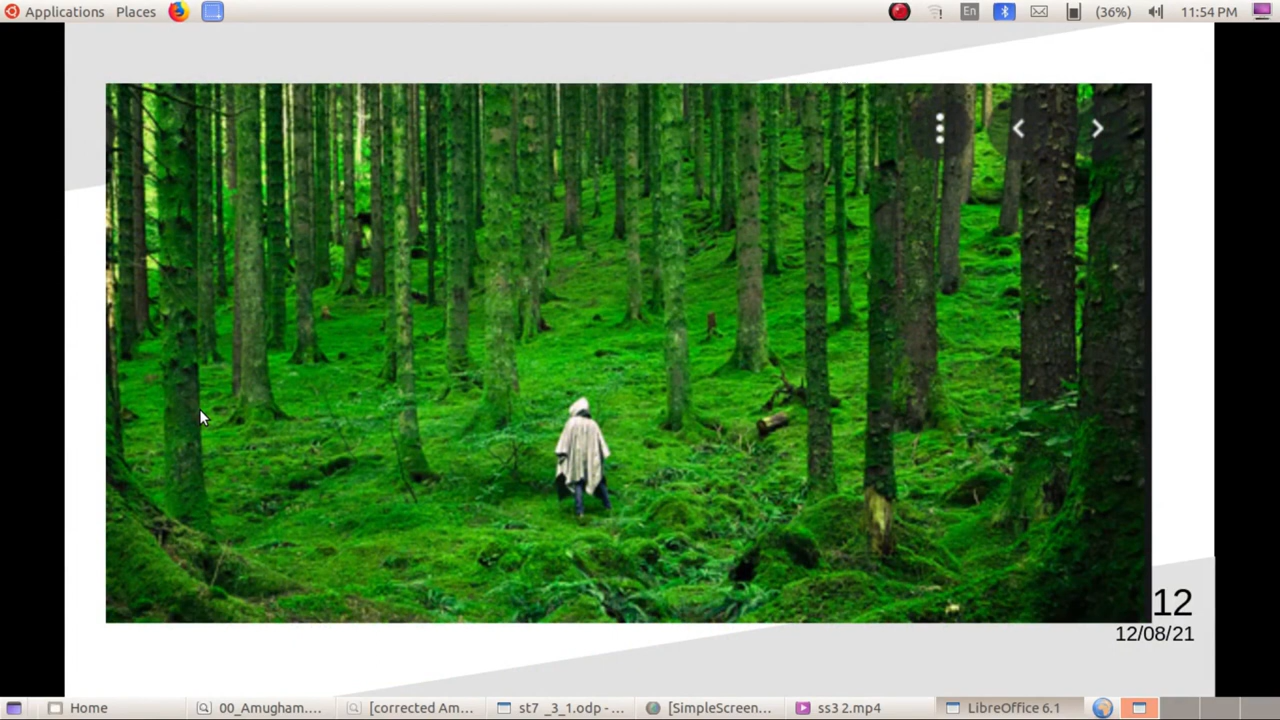 Applications Places En (36%) 11:54 PM
12
12/08/21
Home 00_Amugham.... [corrected Am... st7 _3_1.odp - ... [SimpleScreen... ss3 2.mp4 LibreOffice 6.1